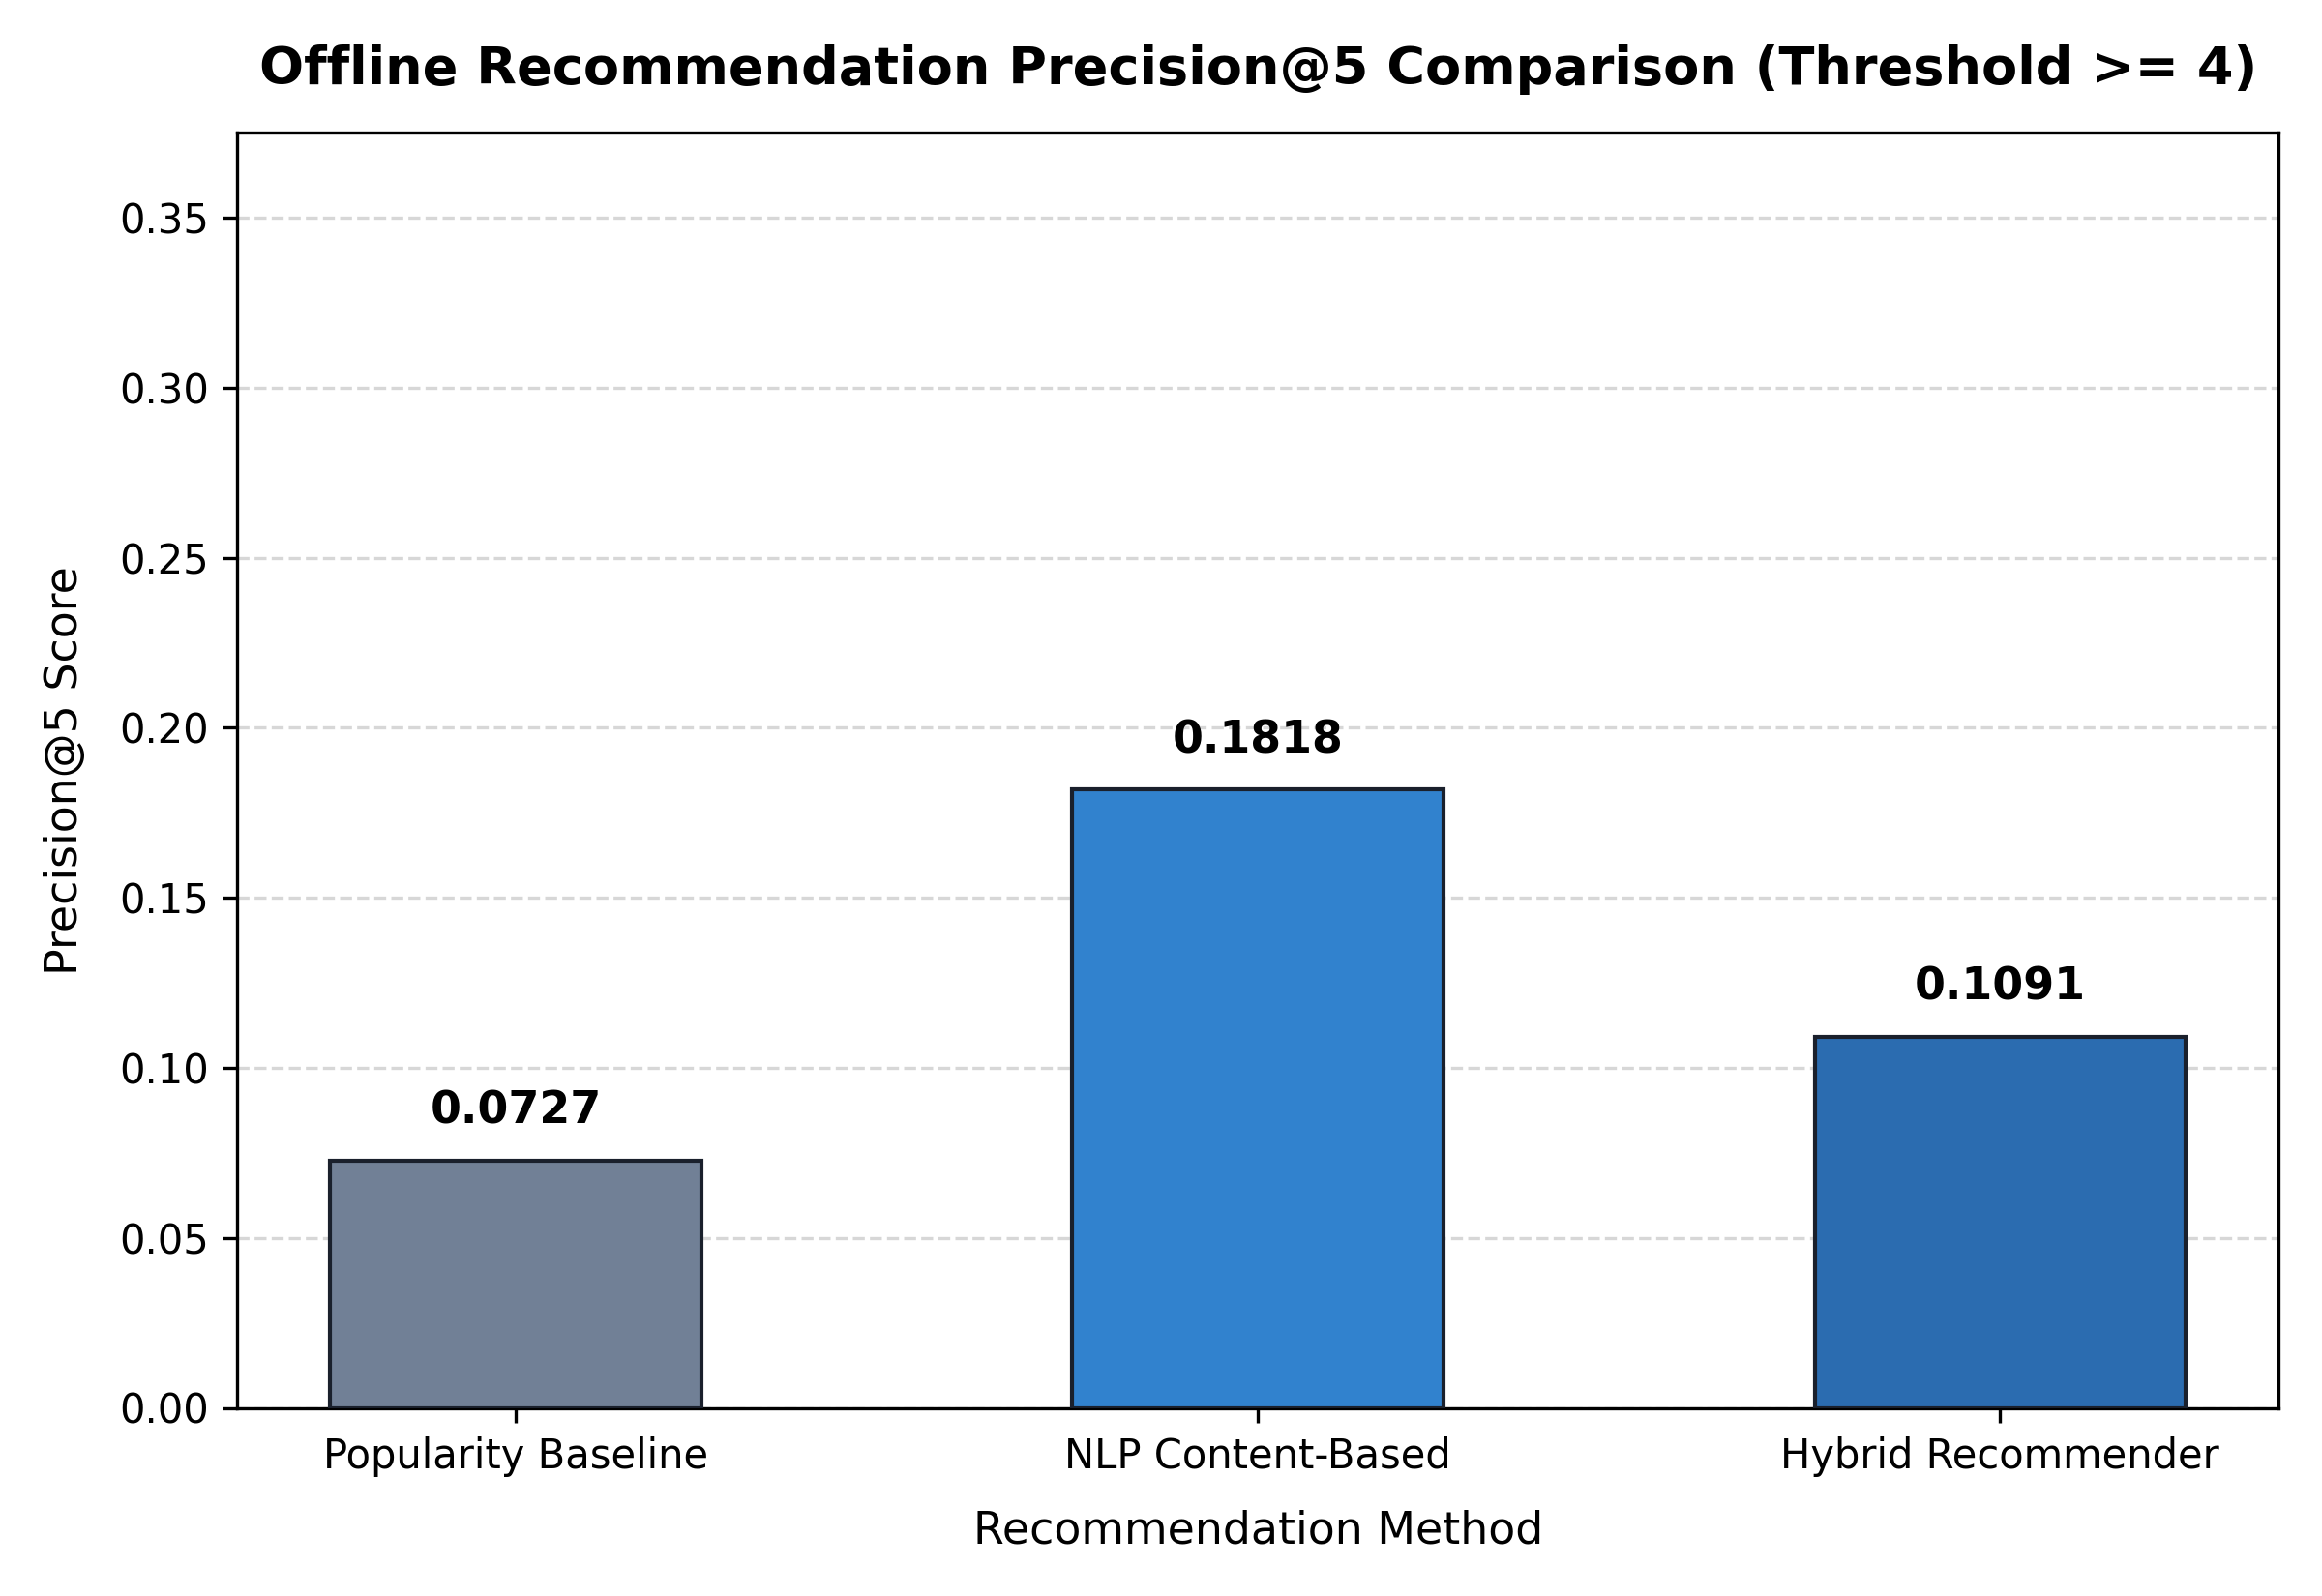 Offline Recommendation Precision@5 Comparison (Threshold >= 4)
Precision@5 Score
0.35
0.30
0.25
0.20
0.15
0.10
0.05
0.00
0.0727
0.1818
0.1091
Popularity Baseline
NLP Content-Based
Hybrid Recommender
Recommendation Method